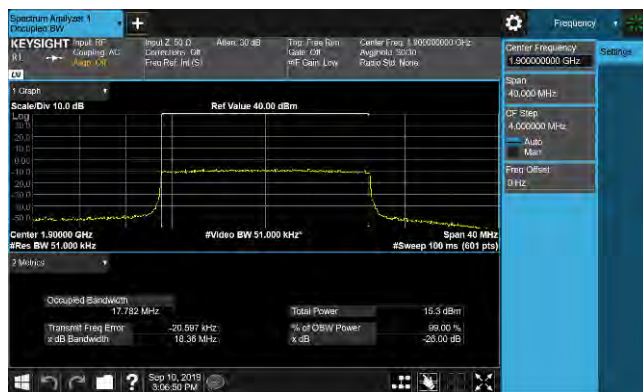 Spectrum Analyzer 1
Occupied BW
+
Frequency
KEYSIGHT Input: RF
Coupling: AC
Align: Off
Input Z: 50 Ω
Corrections: Off
Freq Ref: Int (S)
Atten: 30 dB
Trig: Free Run
Gate: Off
#IF Gain: Low
Center Freq: 1.900000000 GHz
Avg|Hold: 30/30
Radio Std: None
LV
Center Frequency
1.900000000 GHz
Settings
Span
40.000 MHz
CF Step
4.000000 MHz
Auto
Man
Freq Offset
0 Hz
1 Graph
Scale/Div 10.0 dB
Ref Value 40.00 dBm
Log
30.0
20.0
10.0
0.00
-10.0
-20.0
-30.0
-40.0
-50.0
Center 1.90000 GHz
#Video BW 51.000 kHz*
Span 40 MHz
#Res BW 51.000 kHz
#Sweep 100 ms (601 pts)
2 Metrics
Occupied Bandwidth
17.782 MHz
Total Power
15.3 dBm
Transmit Freq Error
-20.597 kHz
% of OBW Power
99.00 %
x dB Bandwidth
18.36 MHz
x dB
-26.00 dB
?
Sep 10, 2019
3:06:50 PM